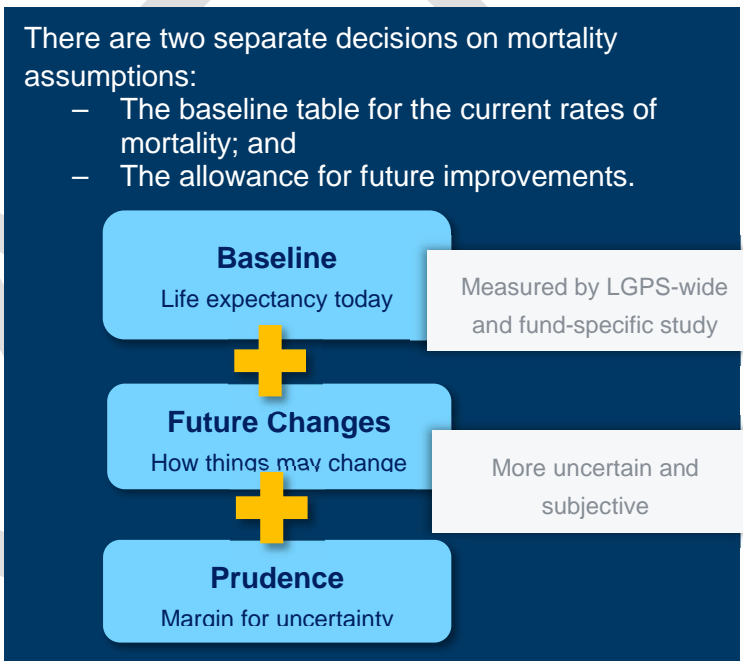 There are two separate decisions on mortality
assumptions:
– The baseline table for the current rates of
mortality; and
– The allowance for future improvements.
Baseline
Life expectancy today
Measured by LGPS-wide
and fund-specific study
Future Changes
How things may change
More uncertain and
subjective
Prudence
Margin for uncertainty